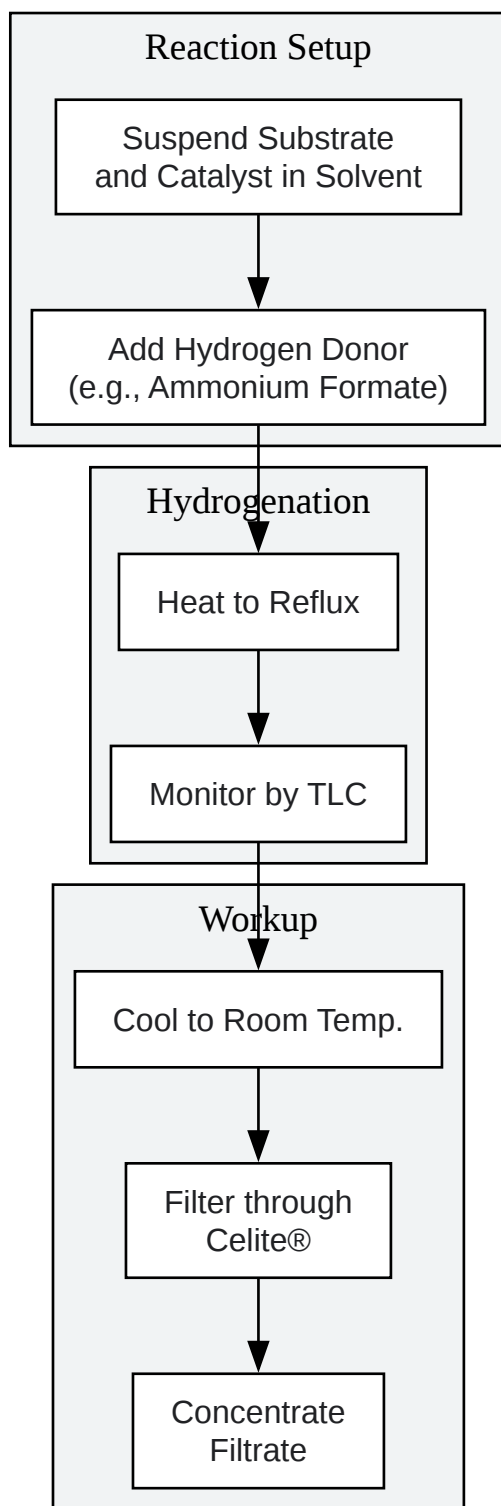 Reaction Setup
Suspend Substrate
and Catalyst in Solvent
Add Hydrogen Donor
(e.g., Ammonium Formate)
Hydrogenation
Heat to Reflux
Monitor by TLC
Workup
Cool to Room Temp.
Filter through
Celite®
Concentrate
Filtrate